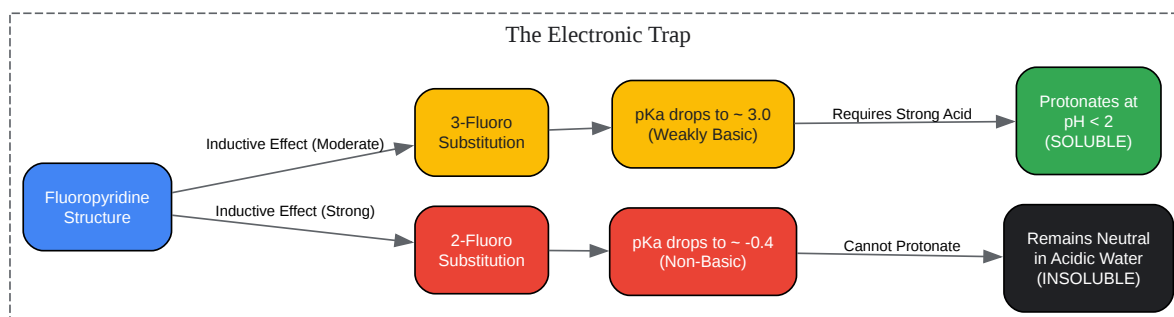 The Electronic Trap
Fluoropyridine
Structure
Inductive Effect (Moderate)
3-Fluoro
Substitution
pKa drops to ~ 3.0
(Weakly Basic)
Requires Strong Acid
Protonates at
pH < 2
(SOLUBLE)
Inductive Effect (Strong)
2-Fluoro
Substitution
pKa drops to ~ -0.4
(Non-Basic)
Cannot Protonate
Remains Neutral
in Acidic Water
(INSOLUBLE)